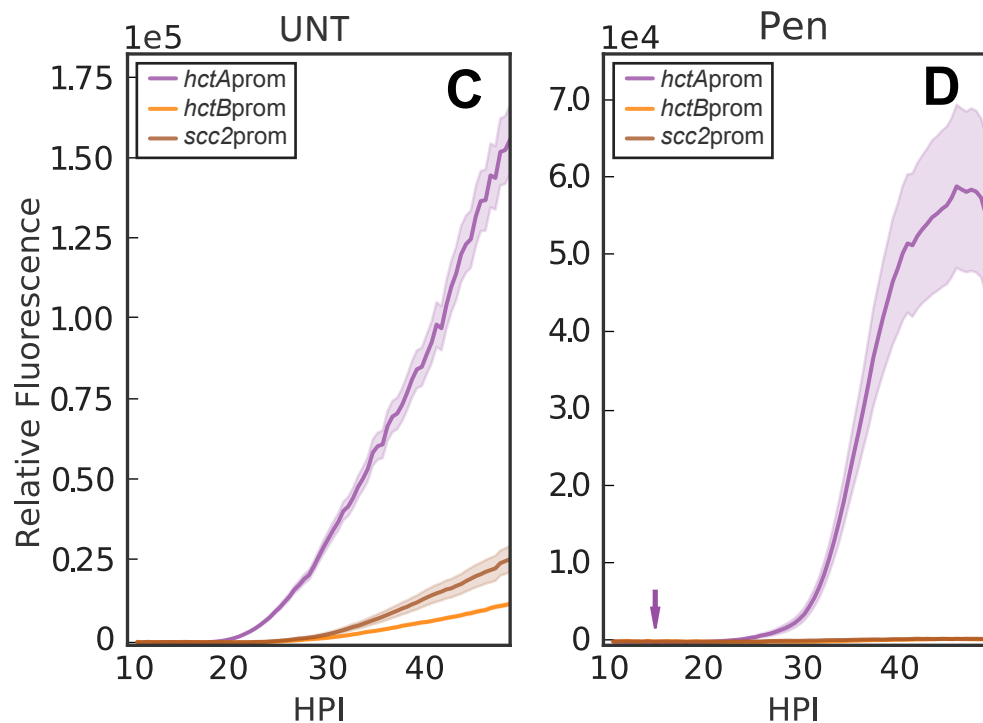 UNT
1e5
C
hctAprom
hctBprom
scc2prom
1.75
1.50
1.25
1.00
0.75
0.50
0.25
0
10 20 30 40
HPI
Relative Fluorescence
Pen
1e4
D
hctAprom
hctBprom
scc2prom
7.0
6.0
5.0
4.0
3.0
2.0
1.0
0
10 20 30 40
HPI